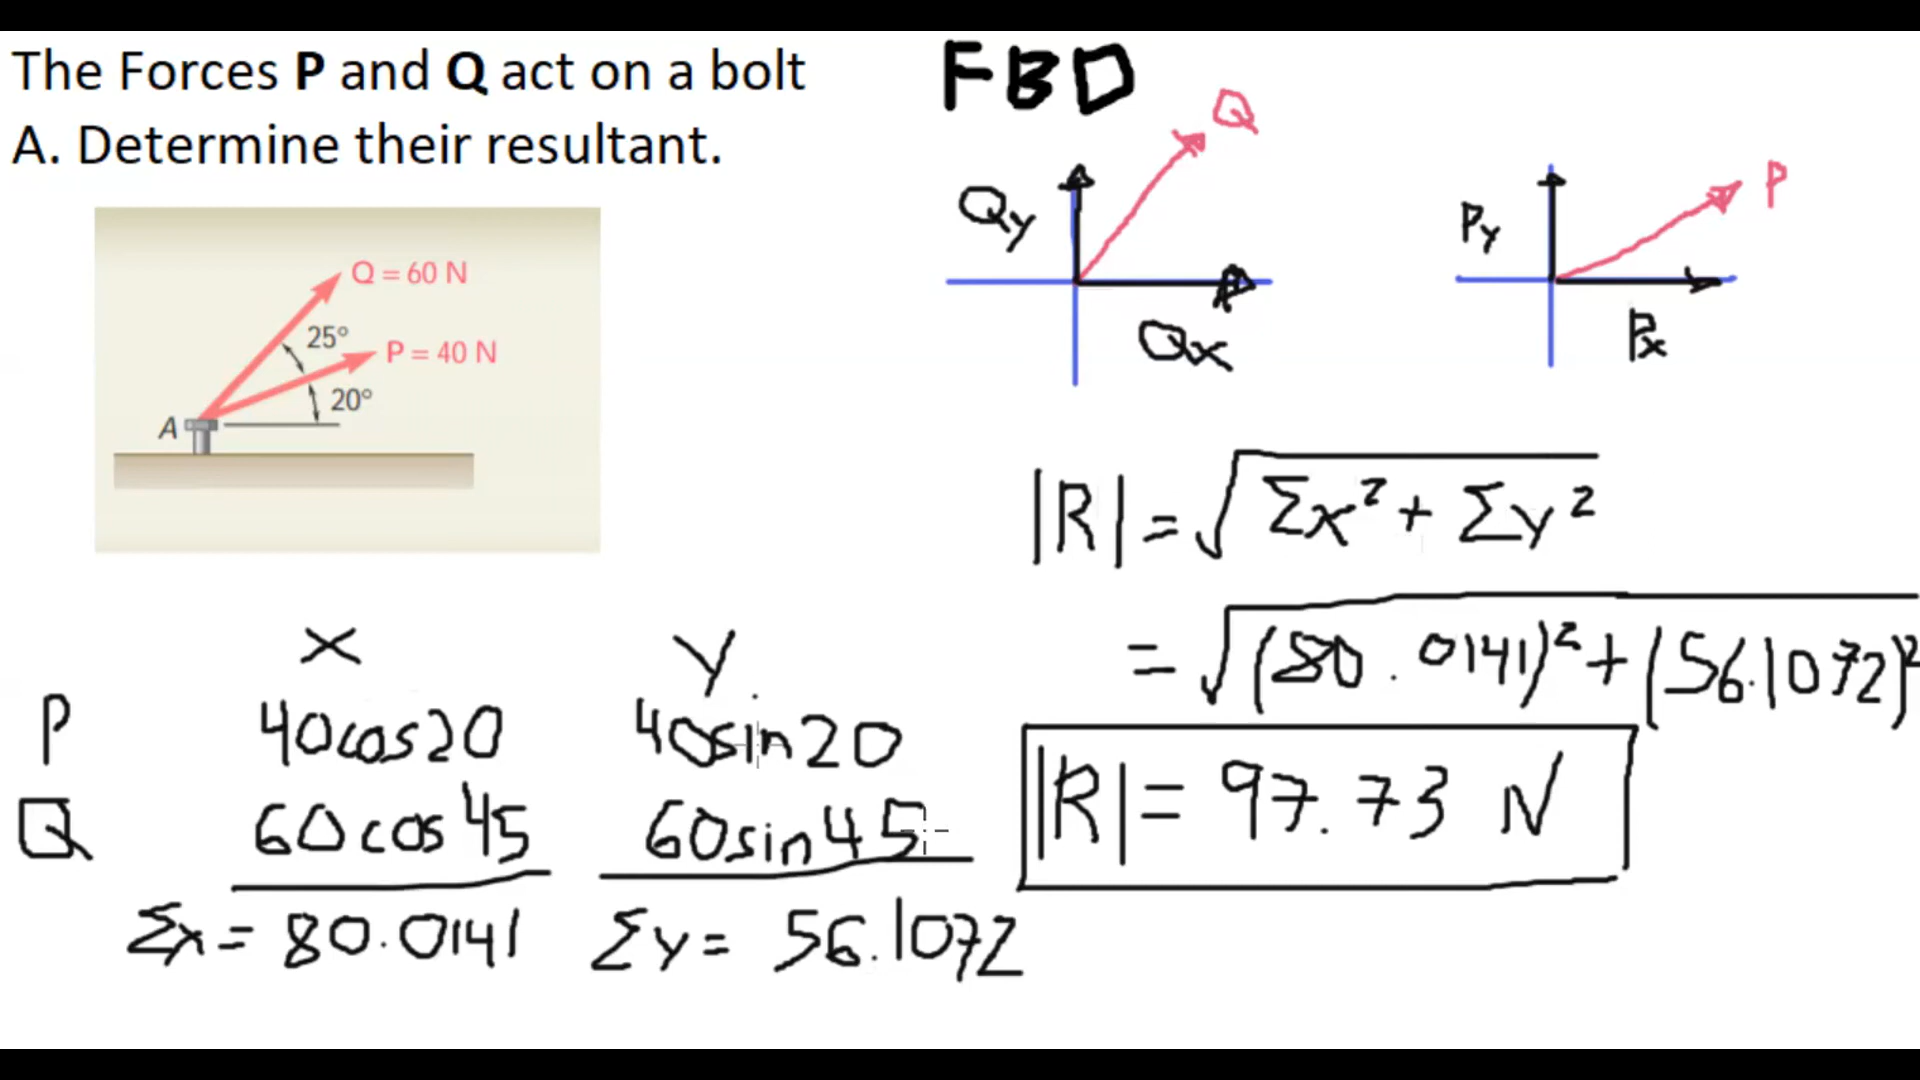 The Forces P and Q act on a bolt
A. Determine their resultant.
Q = 60 N
25°
P = 40 N
20°
A
FBD
Q
Qy
Qx
P
Py
Px
|R| = √Σx² + Σy²
= √(80.0141)² + (56.1072)²
|R| = 97.73 N
X Y
P 40cos20 40sin20
Q 60cos45 60sin45
Σx = 80.0141 Σy = 56.1072